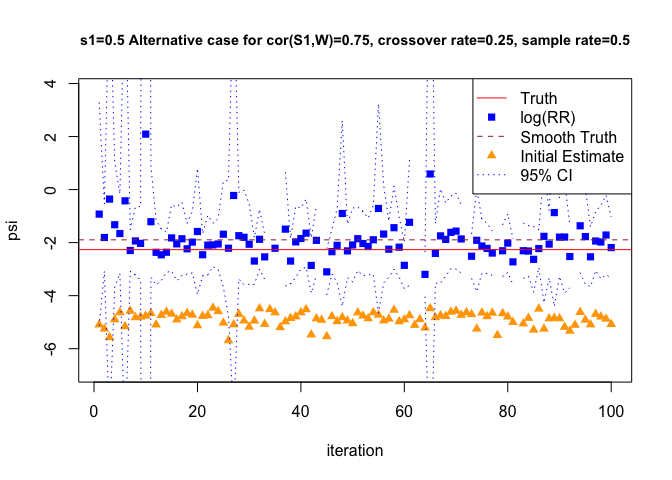 s1=0.5 Alternative case for cor(S1,W)=0.75, crossover rate=0.25, sample rate=0.5
4
2
0
-2
-4
-6
psi
Truth
log(RR)
Smooth Truth
Initial Estimate
95% CI
0
20
40
60
80
100
iteration